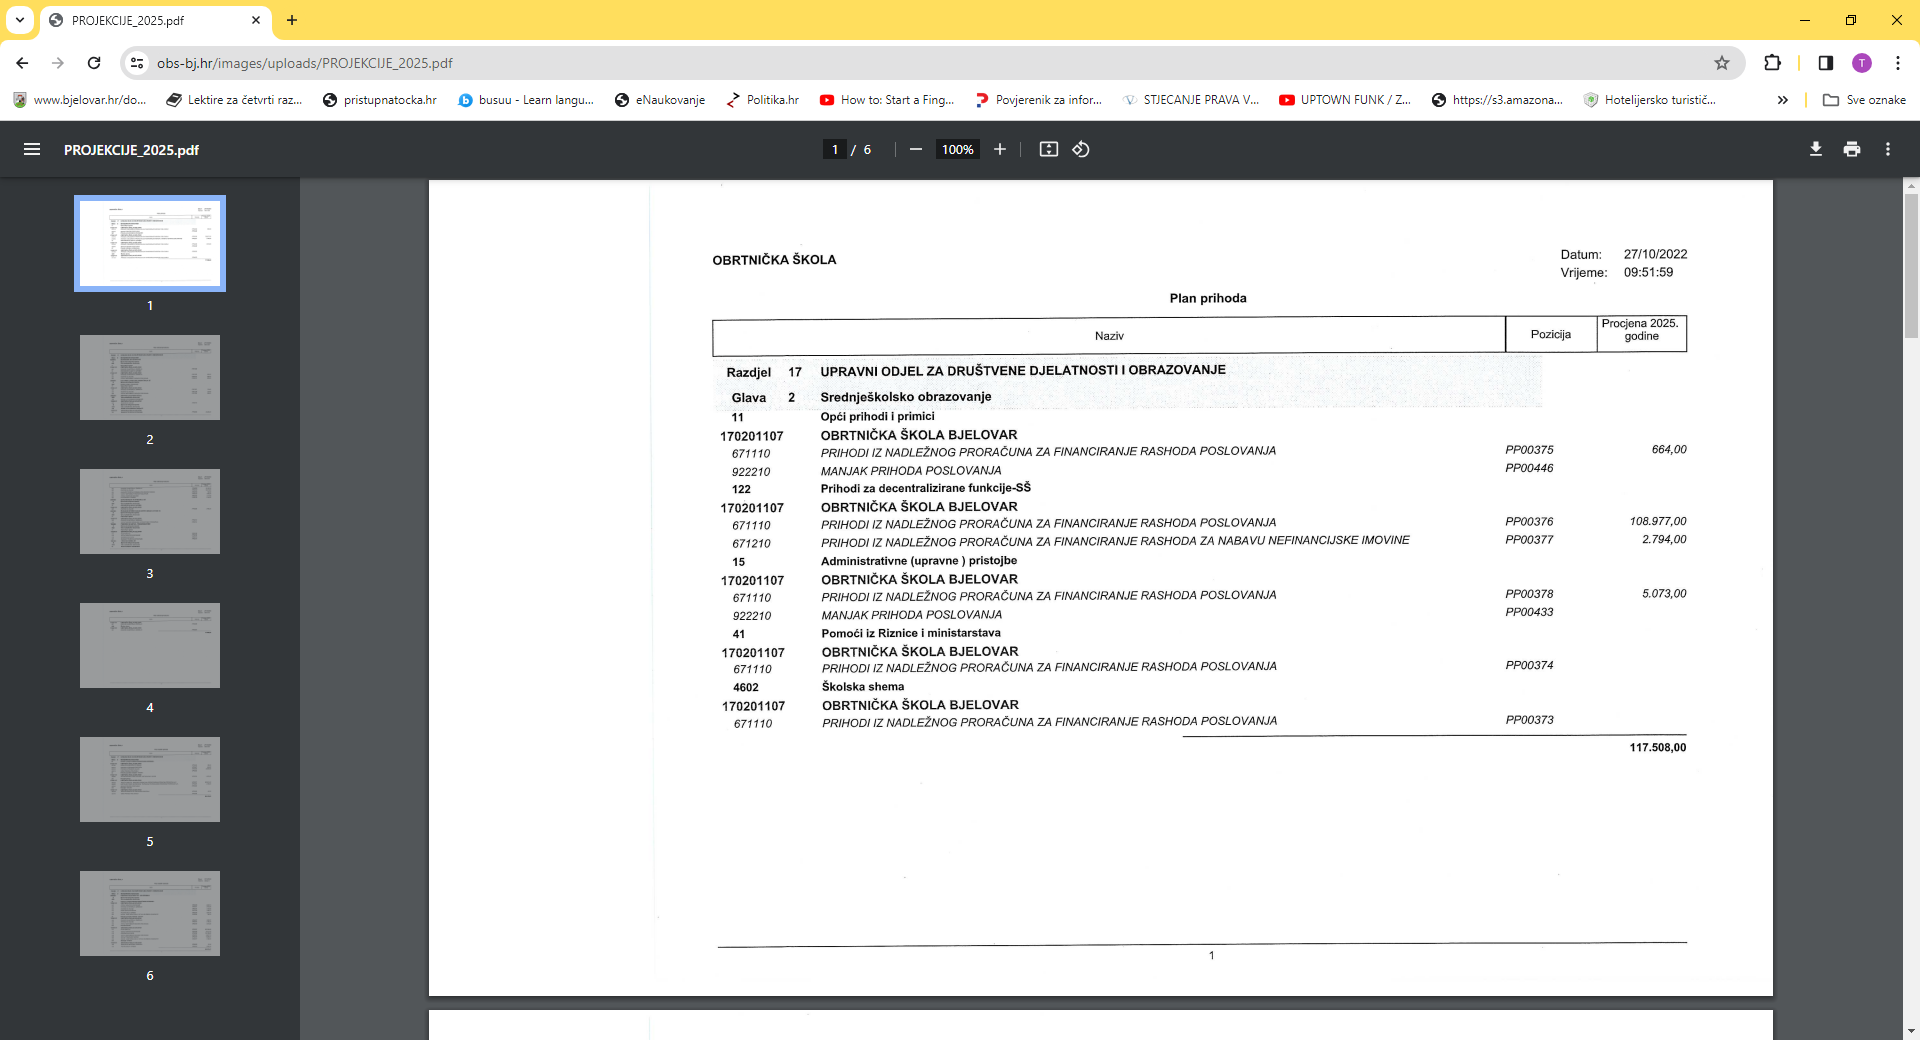 PROJEKCIJE_2025.pdf
obs-bj.hr/images/uploads/PROJEKCIJE_2025.pdf
T
www.bjelovar.hr/do...
Lektire za četvrti raz...
pristupnatocka.hr
busuu - Learn langu...
eNaukovanje
Politika.hr
How to: Start a Fing...
Povjerenik za infor...
STJECANJE PRAVA V...
UPTOWN FUNK / Z...
https://s3.amazona...
Hotelijersko turistič...
Sve oznake
PROJEKCIJE_2025.pdf
1 / 6
100%
1
2
3
4
5
6
OBRTNIČKA ŠKOLA
Datum: 27/10/2022
Vrijeme: 09:51:59
Plan prihoda
Naziv Pozicija Procjena 2025. godine
Razdjel 17 UPRAVNI ODJEL ZA DRUŠTVENE DJELATNOSTI I OBRAZOVANJE
Glava 2 Srednješkolsko obrazovanje
11 Opći prihodi i primici
170201107 OBRTNIČKA ŠKOLA BJELOVAR
671110 PRIHODI IZ NADLEŽNOG PRORAČUNA ZA FINANCIRANJE RASHODA POSLOVANJA PP00375 664,00
922210 MANJAK PRIHODA POSLOVANJA PP00446
122 Prihodi za decentralizirane funkcije-SŠ
170201107 OBRTNIČKA ŠKOLA BJELOVAR
671110 PRIHODI IZ NADLEŽNOG PRORAČUNA ZA FINANCIRANJE RASHODA POSLOVANJA PP00376 108.977,00
671210 PRIHODI IZ NADLEŽNOG PRORAČUNA ZA FINANCIRANJE RASHODA ZA NABAVU NEFINANCIJSKE IMOVINE PP00377 2.794,00
15 Administrativne (upravne ) pristojbe
170201107 OBRTNIČKA ŠKOLA BJELOVAR
671110 PRIHODI IZ NADLEŽNOG PRORAČUNA ZA FINANCIRANJE RASHODA POSLOVANJA PP00378 5.073,00
922210 MANJAK PRIHODA POSLOVANJA PP00433
41 Pomoći iz Riznice i ministarstava
170201107 OBRTNIČKA ŠKOLA BJELOVAR
671110 PRIHODI IZ NADLEŽNOG PRORAČUNA ZA FINANCIRANJE RASHODA POSLOVANJA PP00374
4602 Školska shema
170201107 OBRTNIČKA ŠKOLA BJELOVAR
671110 PRIHODI IZ NADLEŽNOG PRORAČUNA ZA FINANCIRANJE RASHODA POSLOVANJA PP00373
117.508,00
1